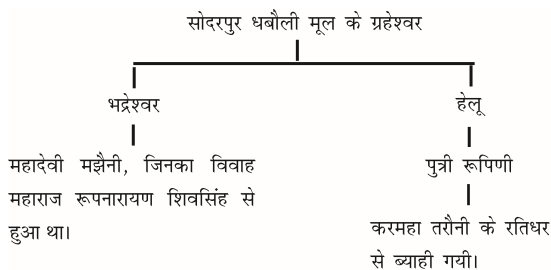 सोदरपुर धबौली मूल के ग्रहेश्वर
भद्रेश्वर
हेलू
महादेवी मझैनी, जिनका विवाह
महाराज रूपनारायण शिवसिंह से
हुआ था।
पुत्री रूपिणी
करमहा तरौनी के रतिधर
से ब्याही गयी।